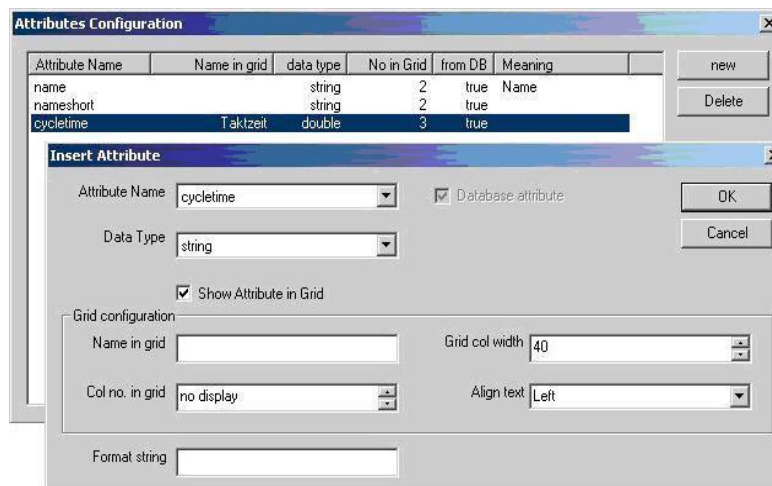 Attributes Configuration
Attribute Name Name in grid data type No in Grid from DB Meaning
name string 2 true Name
nameshort string 2 true
cycletime Taktzeit double 3 true
new
Delete
Insert Attribute
Attribute Name cycletime Database attribute
OK
Data Type string
Cancel
Show Attribute in Grid
Grid configuration
Name in grid Grid col width 40
Col no. in grid no display Align text Left
Format string